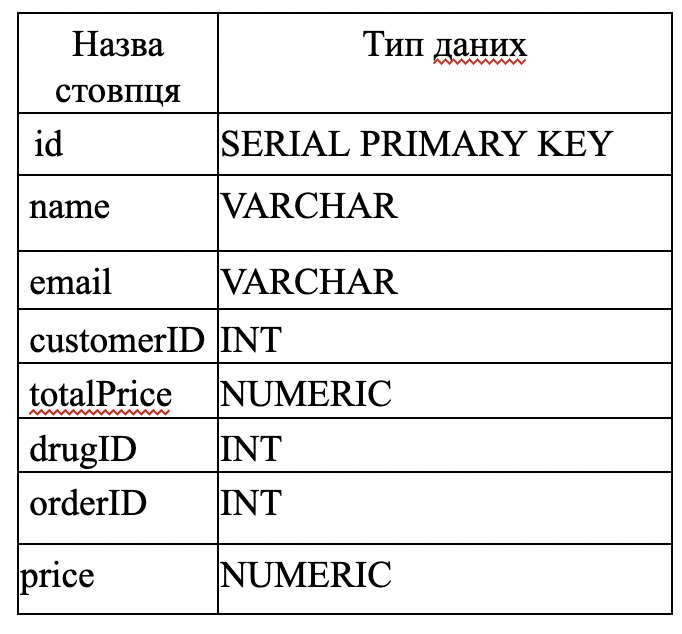 Назва Тип даних
стовпця
id SERIAL PRIMARY KEY
name VARCHAR
email VARCHAR
customerID INT
totalPrice NUMERIC
drugID INT
orderID INT
price NUMERIC